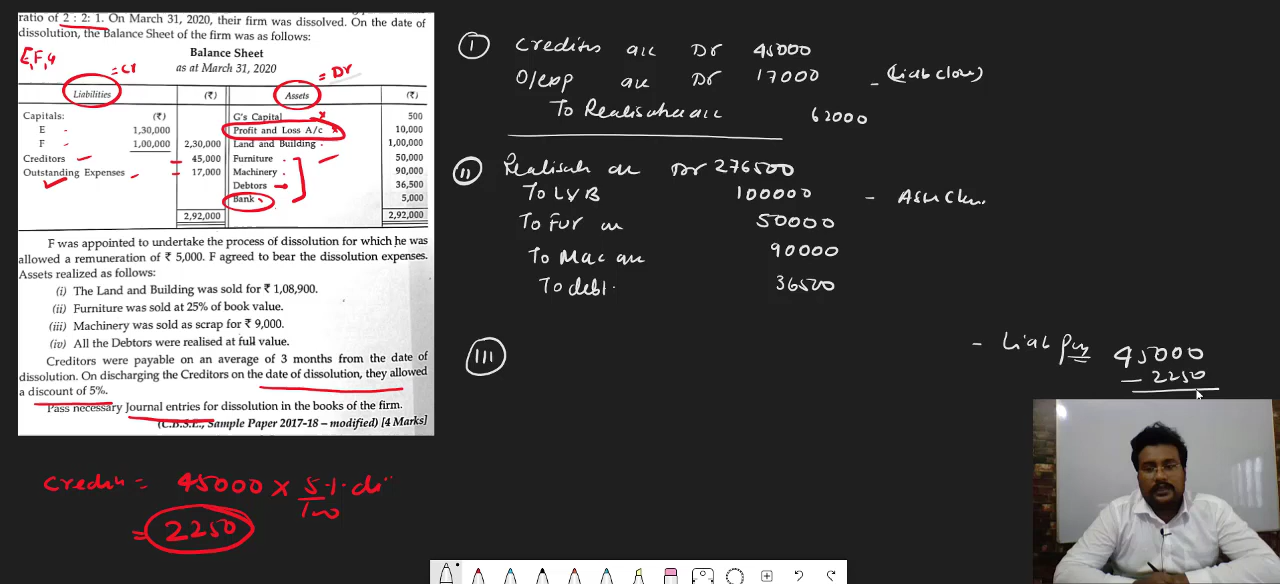 ratio of 2 : 2: 1. On March 31, 2020, their firm was dissolved. On the date of
dissolution, the Balance Sheet of the firm was as follows:
Balance Sheet
as at March 31, 2020
E, F, G
= Cr
= Dr
Liabilities (₹) Assets (₹)
Capitals: (₹) G's Capital 500
E 1,30,000 Profit and Loss A/c 10,000
F 1,00,000 2,30,000 Land and Building 1,00,000
Creditors 45,000 Furniture 50,000
Outstanding Expenses 17,000 Machinery 90,000
Debtors 36,500
Bank 5,000
2,92,000 2,92,000
F was appointed to undertake the process of dissolution for which he was
allowed a remuneration of ₹ 5,000. F agreed to bear the dissolution expenses.
Assets realized as follows:
(i) The Land and Building was sold for ₹ 1,08,900.
(ii) Furniture was sold at 25% of book value.
(iii) Machinery was sold as scrap for ₹ 9,000.
(iv) All the Debtors were realised at full value.
Creditors were payable on an average of 3 months from the date of
dissolution. On discharging the Creditors on the date of dissolution, they allowed
a discount of 5%.
Pass necessary Journal entries for dissolution in the books of the firm.
(C.B.S.E., Sample Paper 2017-18 – modified) [4 Marks]
= 45000 × 5
= 2250
I Creditors a/c Dr 45000
O/exp a/c Dr 17000
To Realisation a/c 62000
II Dr 276500
To L & B 100000
To Fur 50000
To Mac 90000
To debt 36500
III
- Liab Pay
45000
- 2250